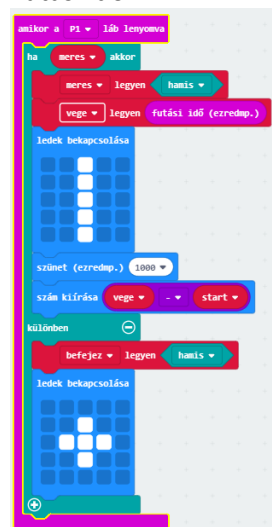 amikor a P1 láb lenyomva
ha meres akkor
meres legyen hamis
vege legyen futási idő (ezredmp.)
ledek bekapcsolása
szünet (ezredmp.) 1000
szám kiírása vege - start
különben
befejez legyen hamis
ledek bekapcsolása